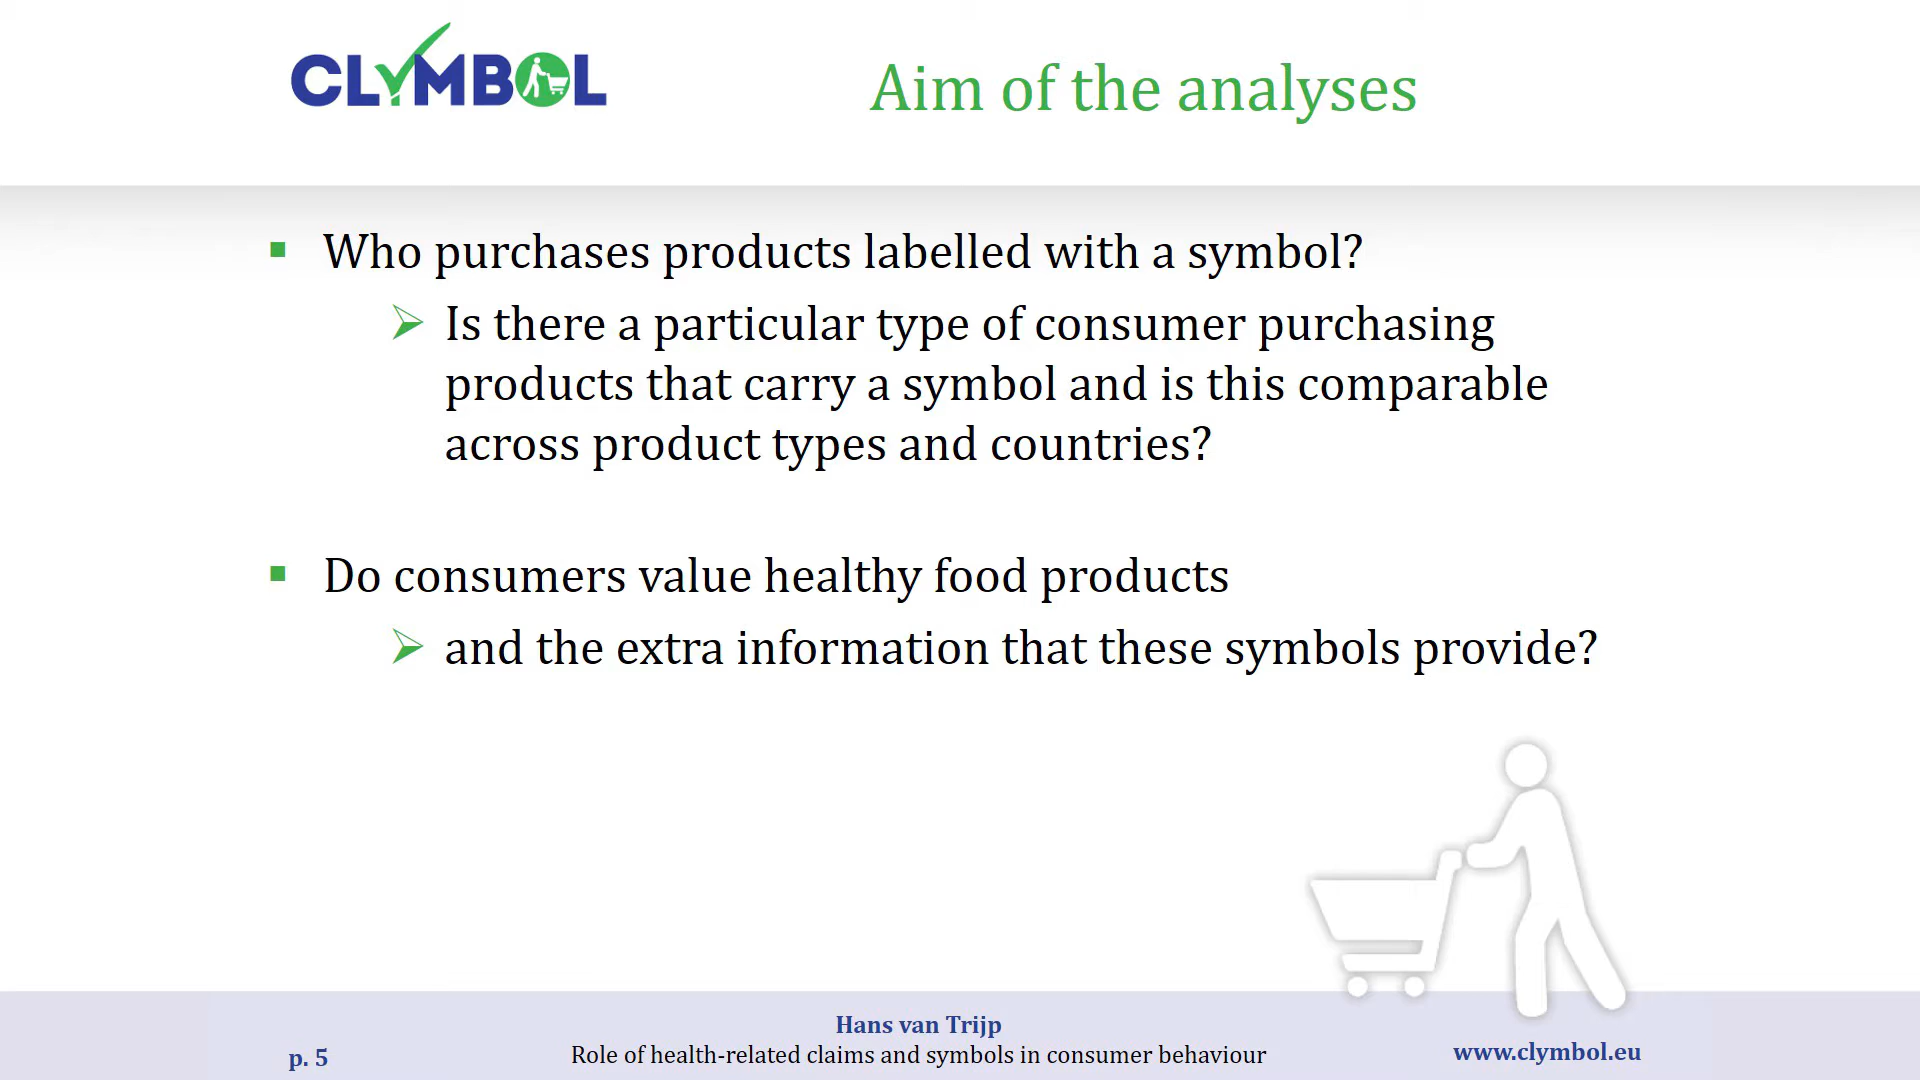 CLYMBOL
Aim of the analyses
Who purchases products labelled with a symbol?
Is there a particular type of consumer purchasing
products that carry a symbol and is this comparable
across product types and countries?
Do consumers value healthy food products
and the extra information that these symbols provide?
Hans van Trijp
p. 5
Role of health-related claims and symbols in consumer behaviour
www.clymbol.eu